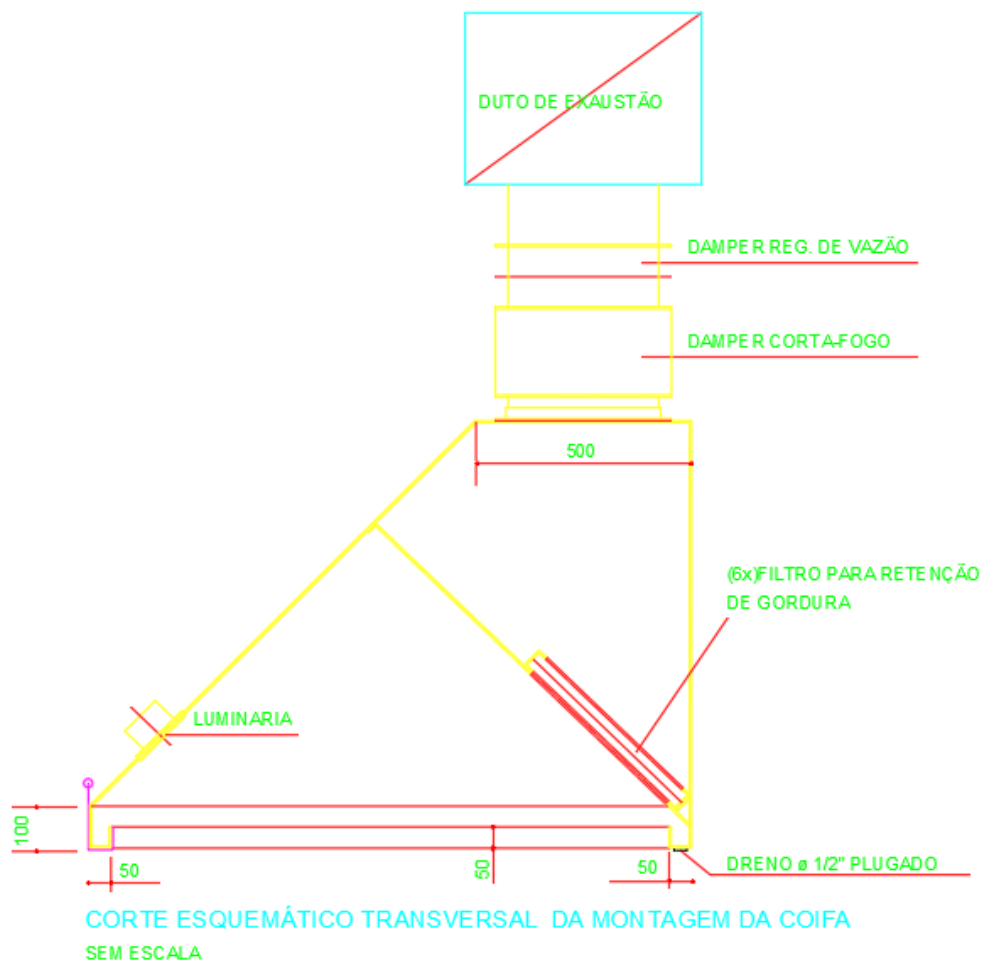 DUTO DE EXAUSTÃO
DAMPER REG. DE VAZÃO
DAMPER CORTA-FOGO
500
(6x)FILTRO PARA RETENÇÃO
DE GORDURA
LUMINARIA
100
50
50
50
DRENO ø 1/2" PLUGADO
CORTE ESQUEMÁTICO TRANSVERSAL DA MONTAGEM DA COIFA
SEM ESCALA